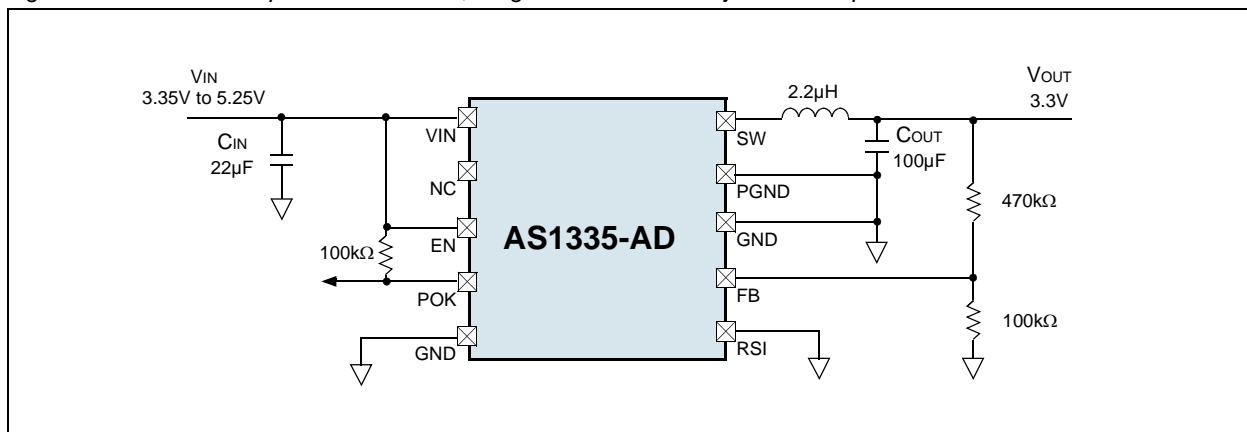 VIN
3.35V to 5.25V
CIN
22µF
100kΩ
VIN
NC
EN
POK
GND
AS1335-AD
SW
PGND
GND
FB
RSI
2.2µH
COUT
100µF
VOUT
3.3V
470kΩ
100kΩ